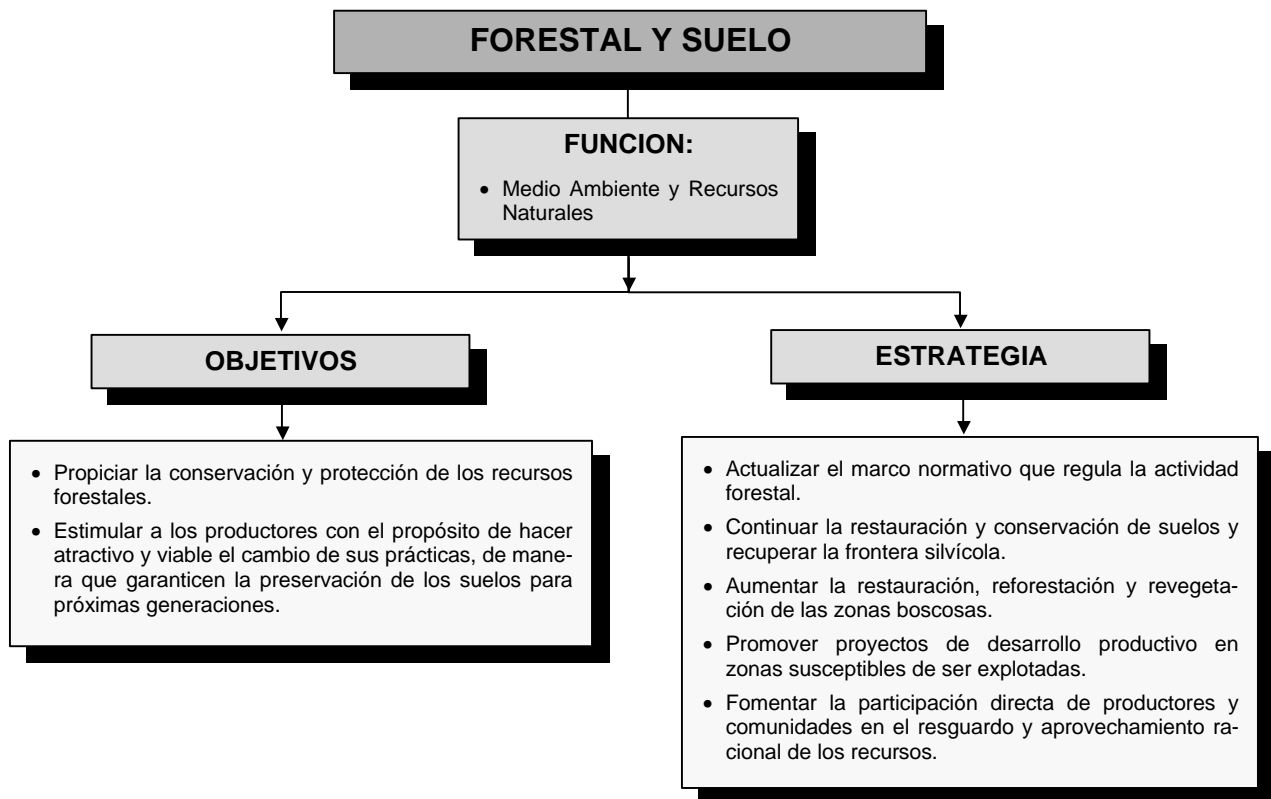 FORESTAL Y SUELO
FUNCION:
• Medio Ambiente y Recursos
Naturales
OBJETIVOS
• Propiciar la conservación y protección de los recursos
forestales.
• Estimular a los productores con el propósito de hacer
atractivo y viable el cambio de sus prácticas, de mane-
ra que garanticen la preservación de los suelos para
próximas generaciones.
ESTRATEGIA
• Actualizar el marco normativo que regula la actividad
forestal.
• Continuar la restauración y conservación de suelos y
recuperar la frontera silvícola.
• Aumentar la restauración, reforestación y revegeta-
ción de las zonas boscosas.
• Promover proyectos de desarrollo productivo en
zonas susceptibles de ser explotadas.
• Fomentar la participación directa de productores y
comunidades en el resguardo y aprovechamiento ra-
cional de los recursos.